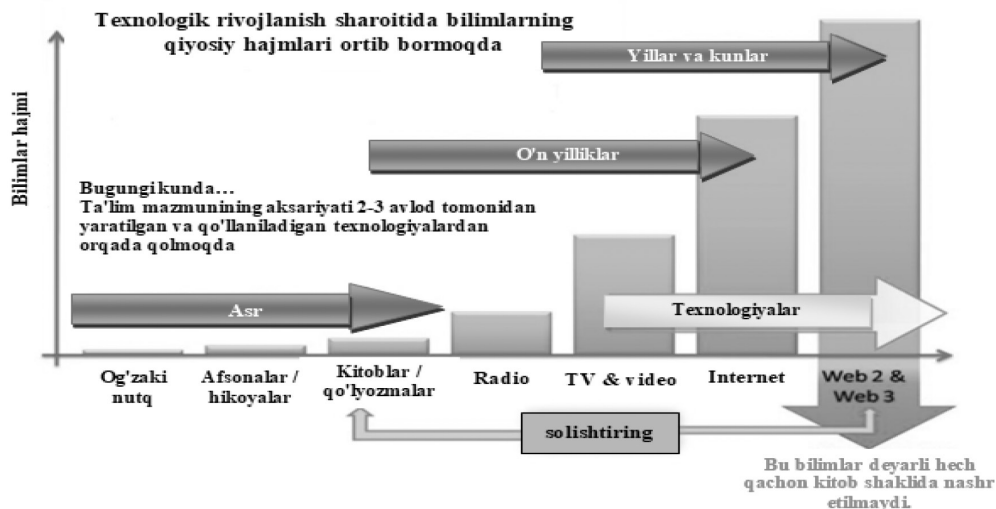 Texnologik rivojlanish sharoitida bilimlarning
qiyosiy hajmlari ortib bormoqda
Yillar va kunlar
O'n yilliklar
Bilimlar hajmi
Bugungi kunda...
Ta'lim mazmunining aksariyati 2-3 avlod tomonidan
yaratilgan va qo'llaniladigan texnologiyalardan
orqada qolmoqda
Asr
Texnologiyalar
Og'zaki
nutq
Afsonalar /
hikoyalar
Kitoblar /
qo'lyozmalar
Radio
TV & video
Internet
Web 2 &
Web 3
solishtiring
Bu bilimlar deyarli hech
qachon kitob shaklida nashr
etilmaydi.